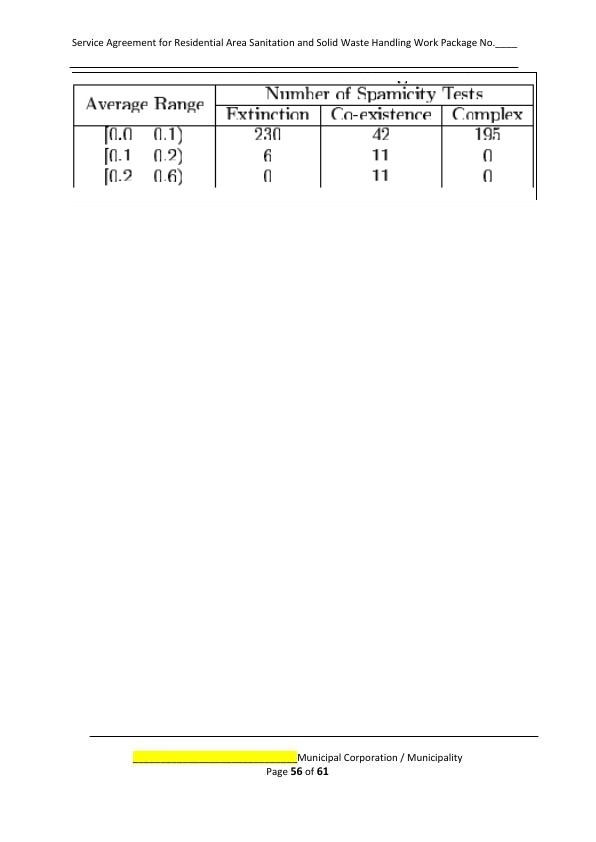 Service Agreement for Residential Area Sanitation and Solid Waste Handling Work Package No.____
Average Range
Number of Spamicity Tests
Extinction Co-existence Complex
[0.0 0.1) 230 42 195
[0.1 0.2) 6 11 0
[0.2 0.6) 0 11 0
______________________________Municipal Corporation / Municipality
Page 56 of 61